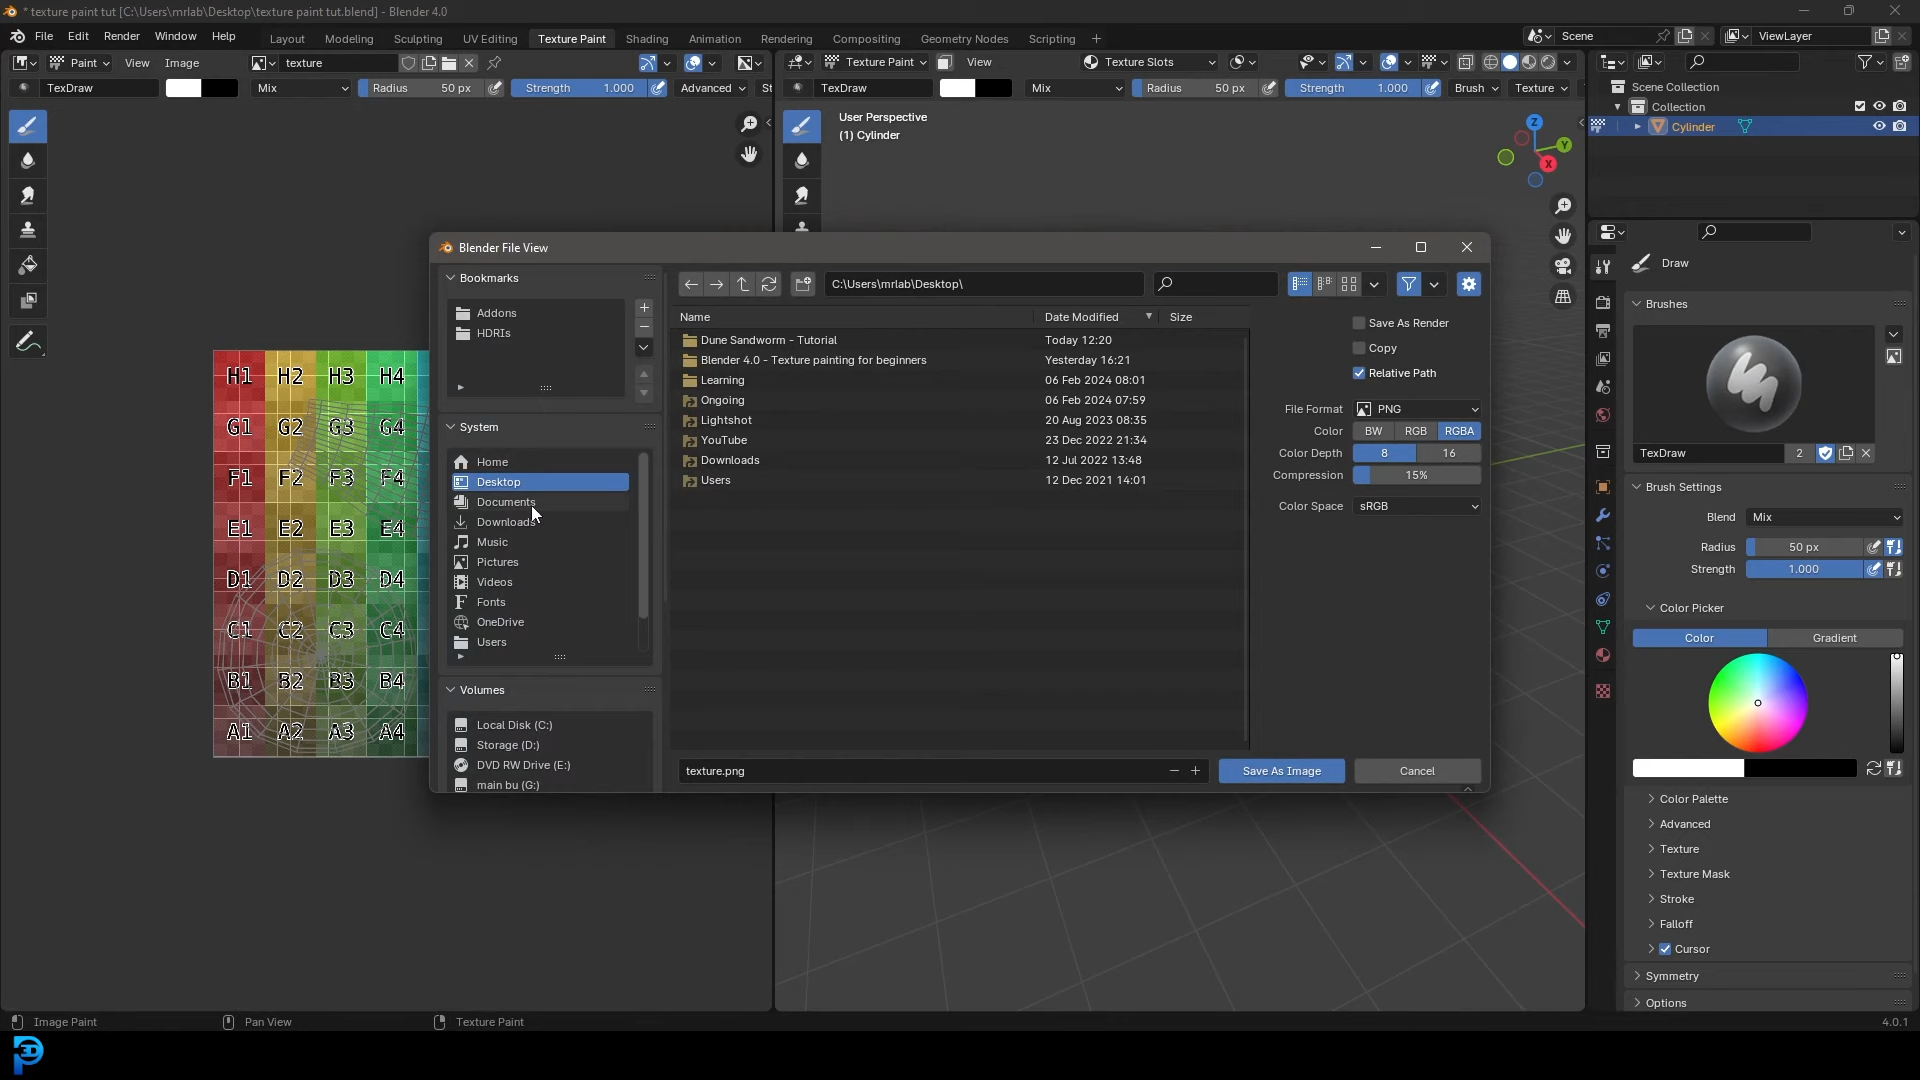 * texture paint tut [C:\Users\mrlab\Desktop\texture paint tut.blend] - Blender 4.0
File Edit Render Window Help
Layout Modeling Sculpting UV Editing Texture Paint Shading Animation Rendering Compositing Geometry Nodes Scripting
Scene
ViewLayer
Paint View Image
texture
TexDraw
Mix
Radius 50 px
Strength 1.000
Advanced
St
Texture Paint
View
Texture Slots
TexDraw
Mix
Radius 50 px
Strength 1.000
Brush
Texture
User Perspective
(1) Cylinder
Z
Y
X
Scene Collection
Collection
Cylinder
H1 H2 H3 H4
G1 G2 G3 G4
F1 F2 F3 F4
E1 E2 E3 E4
D1 D2 D3 D4
C1 C2 C3 C4
B1 B2 B3 B4
A1 A2 A3 A4
Blender File View
Bookmarks
Addons
HDRIs
System
Home
Desktop
Documents
Downloads
Music
Pictures
Videos
Fonts
OneDrive
Users
Volumes
Local Disk (C:)
Storage (D:)
DVD RW Drive (E:)
main bu (G:)
C:\Users\mrlab\Desktop\
Name Date Modified Size
Dune Sandworm - Tutorial Today 12:20
Blender 4.0 - Texture painting for beginners Yesterday 16:21
Learning 06 Feb 2024 08:01
Ongoing 06 Feb 2024 07:59
Lightshot 20 Aug 2023 08:35
YouTube 23 Dec 2022 21:34
Downloads 12 Jul 2022 13:48
Users 12 Dec 2021 14:01
Save As Render
Copy
Relative Path
File Format PNG
Color BW RGB RGBA
Color Depth 8 16
Compression 15%
Color Space sRGB
texture.png
Save As Image
Cancel
Draw
Brushes
TexDraw 2
Brush Settings
Blend Mix
Radius 50 px
Strength 1.000
Color Picker
Color Gradient
Color Palette
Advanced
Texture
Texture Mask
Stroke
Falloff
Cursor
Symmetry
Options
Image Paint
Pan View
Texture Paint
4.0.1